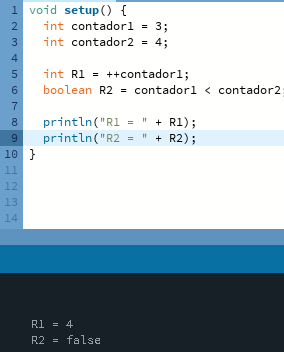 1 void setup() {
2   int contador1 = 3;
3   int contador2 = 4;
4
5   int R1 = ++contador1;
6   boolean R2 = contador1 < contador2;
7
8   println("R1 = " + R1);
9   println("R2 = " + R2);
10 }
11
12
13
14
R1 = 4
R2 = false